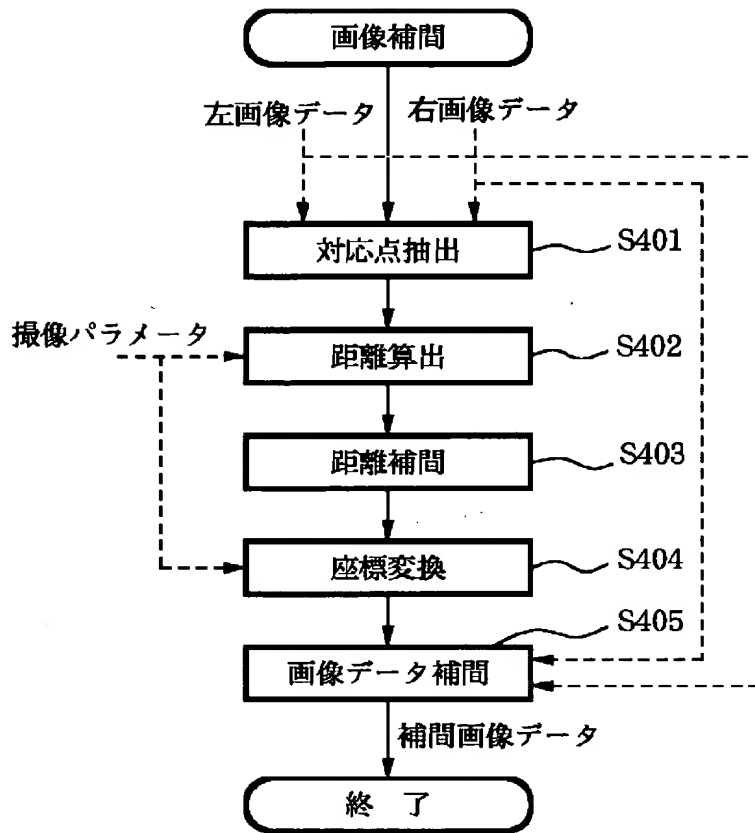 画像補間
左画像データ 右画像データ
対応点抽出 S401
撮像パラメータ
距離算出 S402
距離補間 S403
座標変換 S404
画像データ補間 S405
補間画像データ
終 了